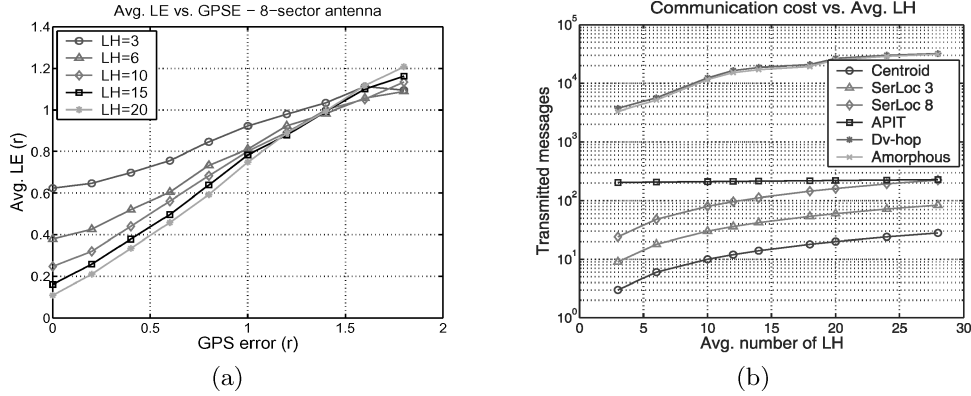 Avg. LE vs. GPSE − 8−sector antenna
LH=3
LH=6
LH=10
LH=15
LH=20
Avg. LE (r)
1.4
1.2
1
0.8
0.6
0.4
0.2
0
0 0.5 1 1.5 2
GPS error (r)
(a)
Communication cost vs. Avg. LH
Centroid
SerLoc 3
SerLoc 8
APIT
Dv-hop
Amorphous
Transmitted messages
10^5
10^4
10^3
10^2
10^1
10^0
0 5 10 15 20 25 30
Avg. number of LH
(b)